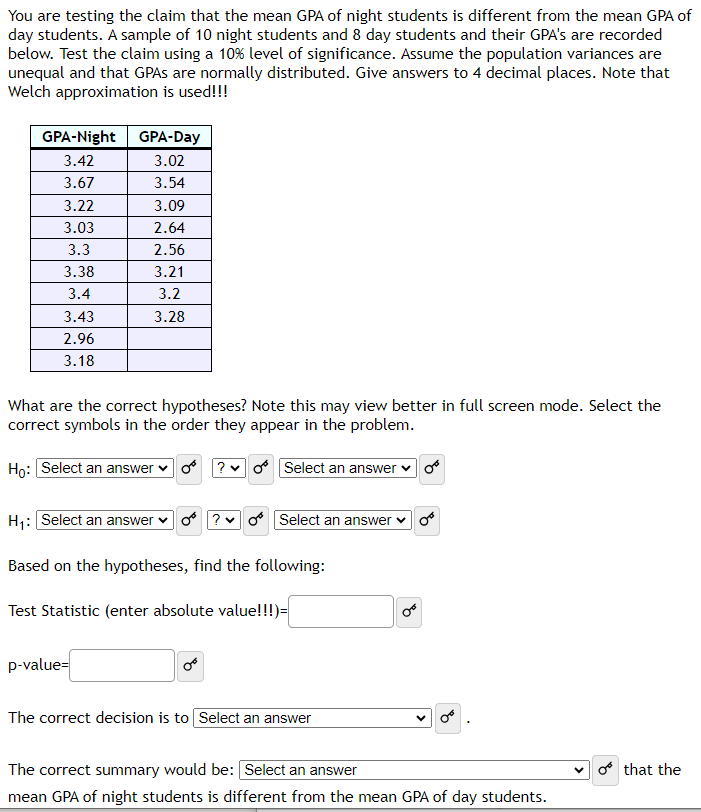 You are testing the claim that the mean GPA of night students is different from the mean GPA of
day students. A sample of 10 night students and 8 day students and their GPA's are recorded
below. Test the claim using a 10% level of significance. Assume the population variances are
unequal and that GPAs are normally distributed. Give answers to 4 decimal places. Note that
Welch approximation is used!!!
GPA-Night GPA-Day
3.42 3.02
3.67 3.54
3.22 3.09
3.03 2.64
3.3 2.56
3.38 3.21
3.4 3.2
3.43 3.28
2.96
3.18
What are the correct hypotheses? Note this may view better in full screen mode. Select the
correct symbols in the order they appear in the problem.
H₀: Select an answer ? Select an answer
H₁: Select an answer ? Select an answer
Based on the hypotheses, find the following:
Test Statistic (enter absolute value!!!)=
p-value=
The correct decision is to Select an answer .
The correct summary would be: Select an answer that the
mean GPA of night students is different from the mean GPA of day students.